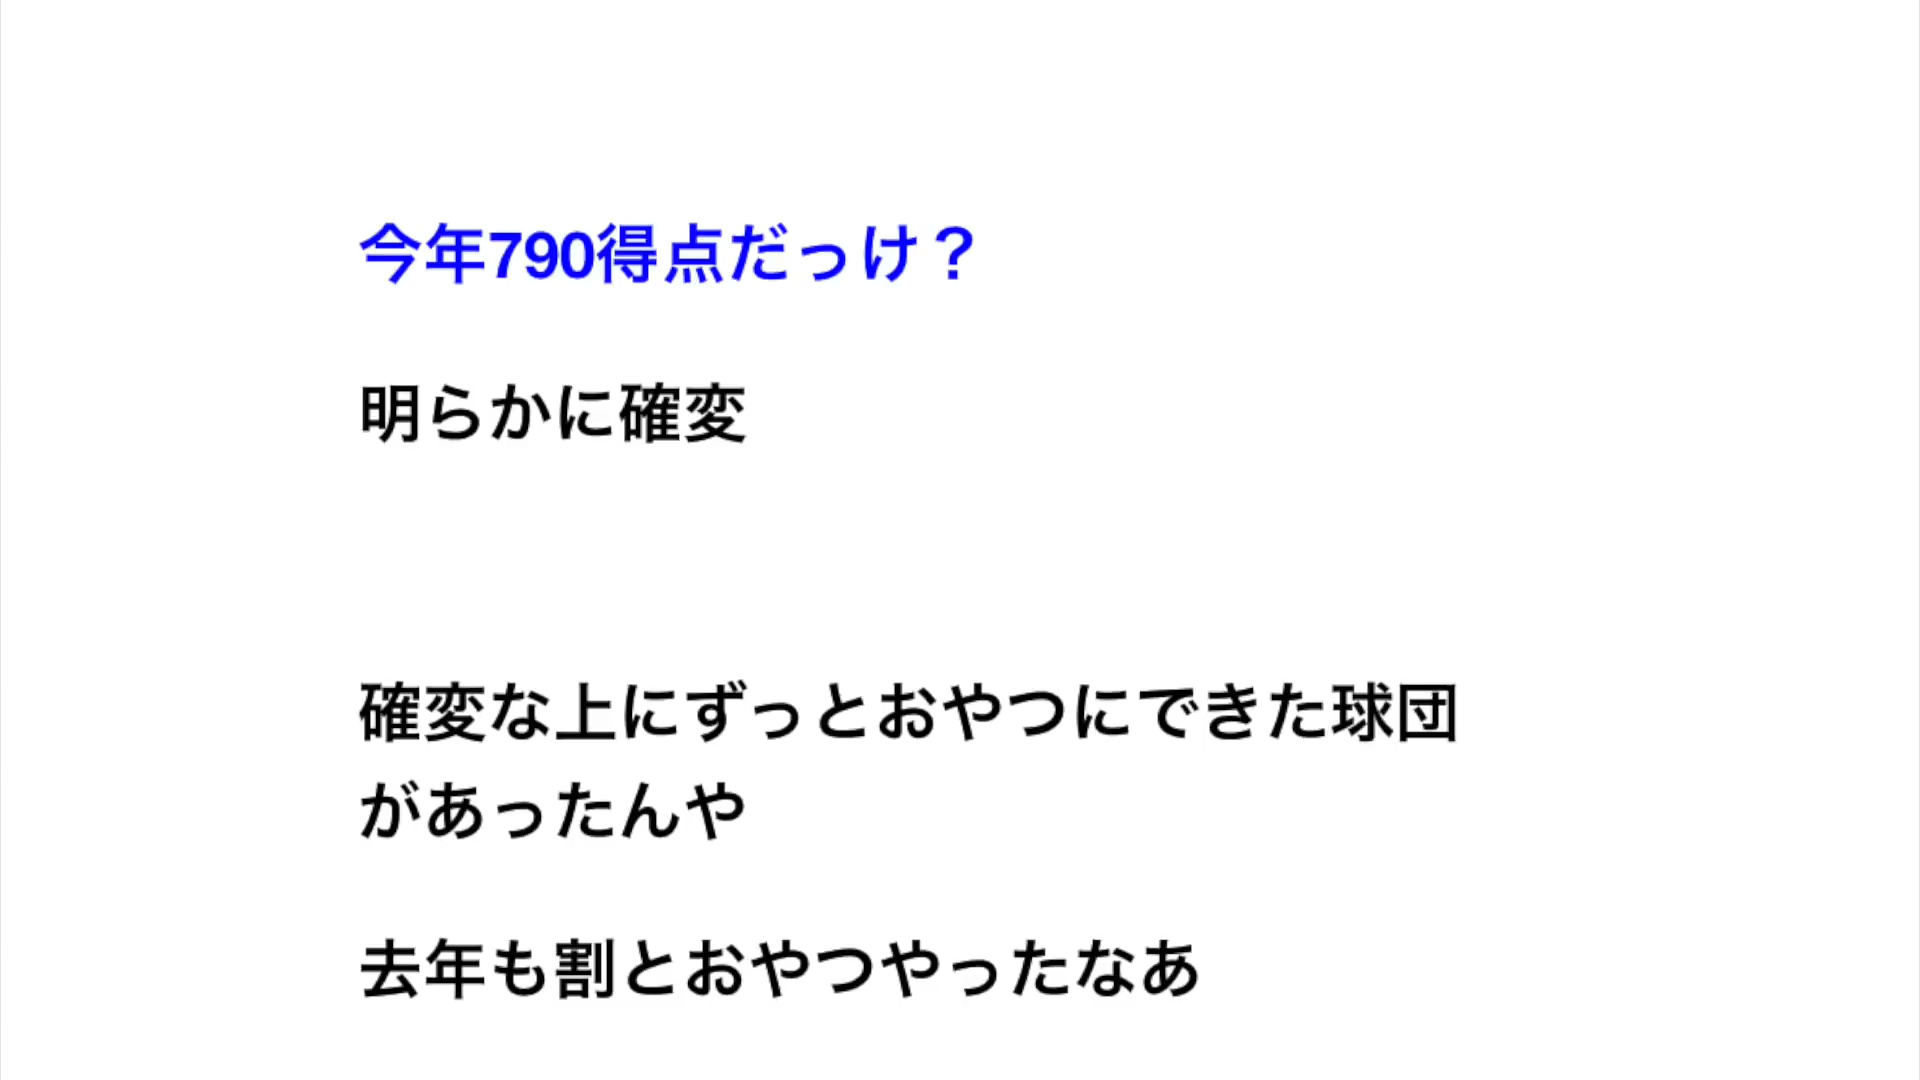 今年790得点だっけ？
明らかに確変
確変な上にずっとおやつにできた球団
があったんや
去年も割とおやつやったなあ